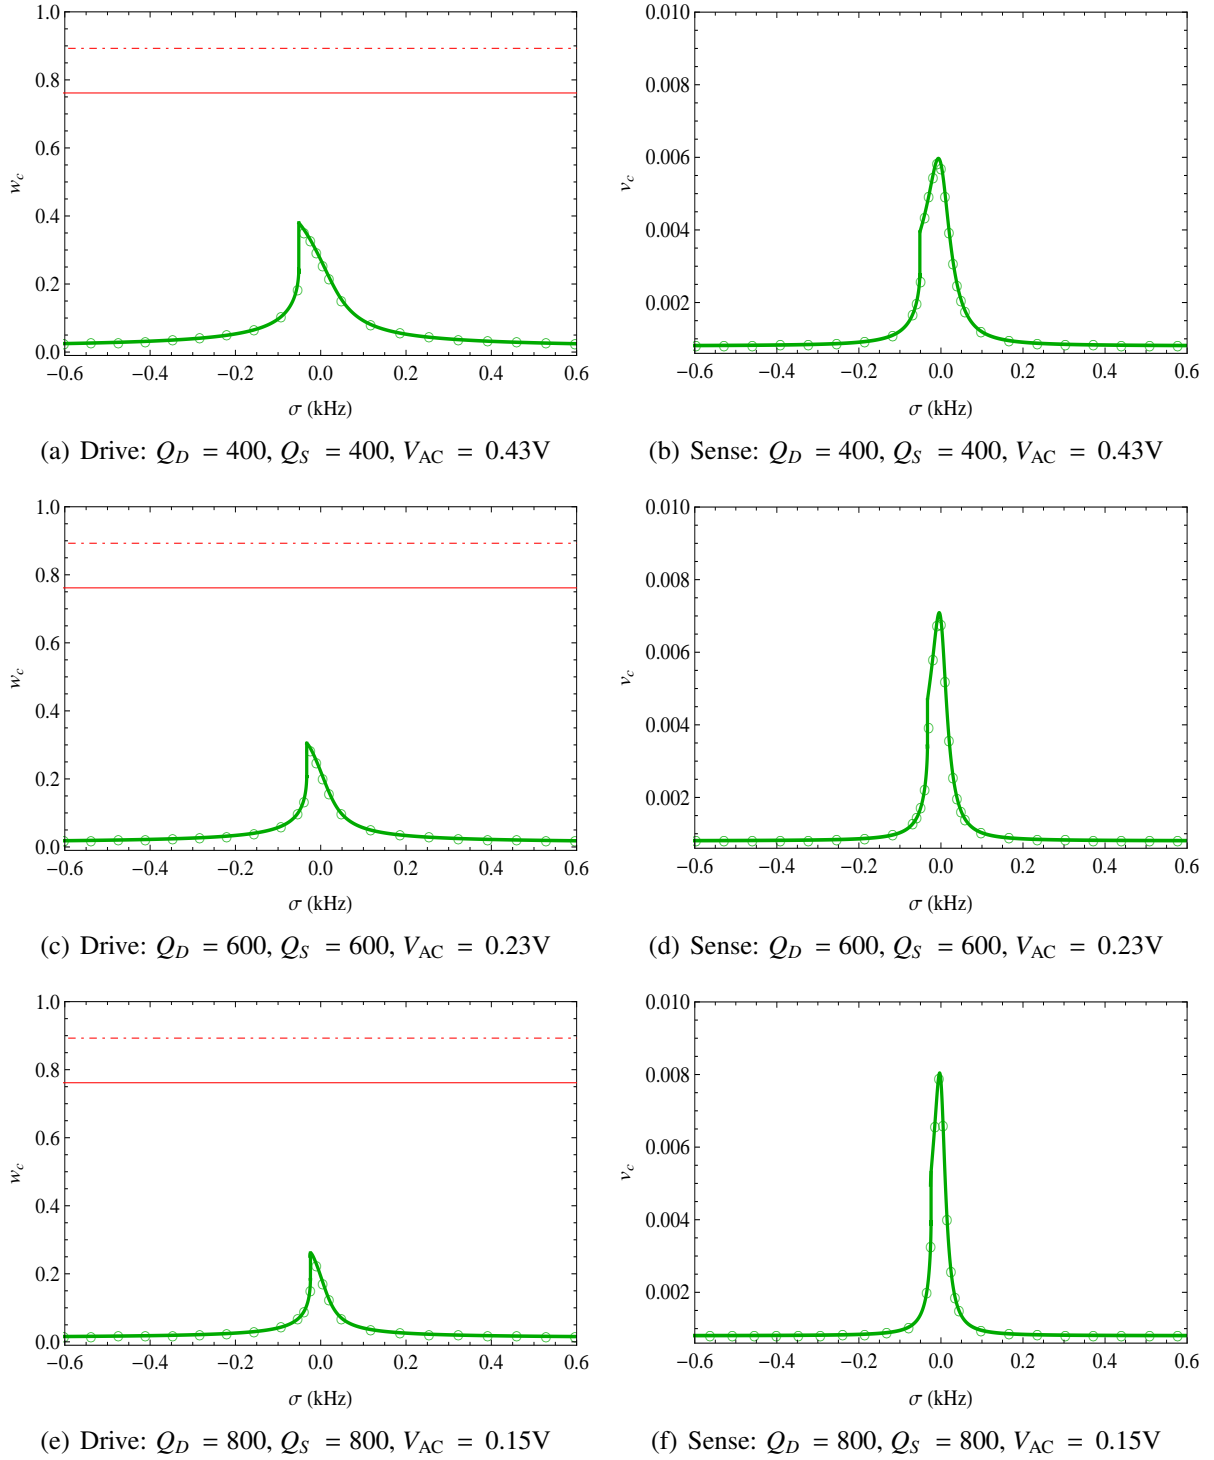 1.0
0.8
0.6
0.4
0.2
0.0
w_c
−0.6 −0.4 −0.2 0.0 0.2 0.4 0.6
σ (kHz)
0.010
0.008
0.006
0.004
0.002
v_c
−0.6 −0.4 −0.2 0.0 0.2 0.4 0.6
σ (kHz)
(a) Drive: Q_D = 400, Q_S = 400, V_AC = 0.43V
(b) Sense: Q_D = 400, Q_S = 400, V_AC = 0.43V
1.0
0.8
0.6
0.4
0.2
0.0
w_c
−0.6 −0.4 −0.2 0.0 0.2 0.4 0.6
σ (kHz)
0.010
0.008
0.006
0.004
0.002
v_c
−0.6 −0.4 −0.2 0.0 0.2 0.4 0.6
σ (kHz)
(c) Drive: Q_D = 600, Q_S = 600, V_AC = 0.23V
(d) Sense: Q_D = 600, Q_S = 600, V_AC = 0.23V
1.0
0.8
0.6
0.4
0.2
0.0
w_c
−0.6 −0.4 −0.2 0.0 0.2 0.4 0.6
σ (kHz)
0.010
0.008
0.006
0.004
0.002
v_c
−0.6 −0.4 −0.2 0.0 0.2 0.4 0.6
σ (kHz)
(e) Drive: Q_D = 800, Q_S = 800, V_AC = 0.15V
(f) Sense: Q_D = 800, Q_S = 800, V_AC = 0.15V